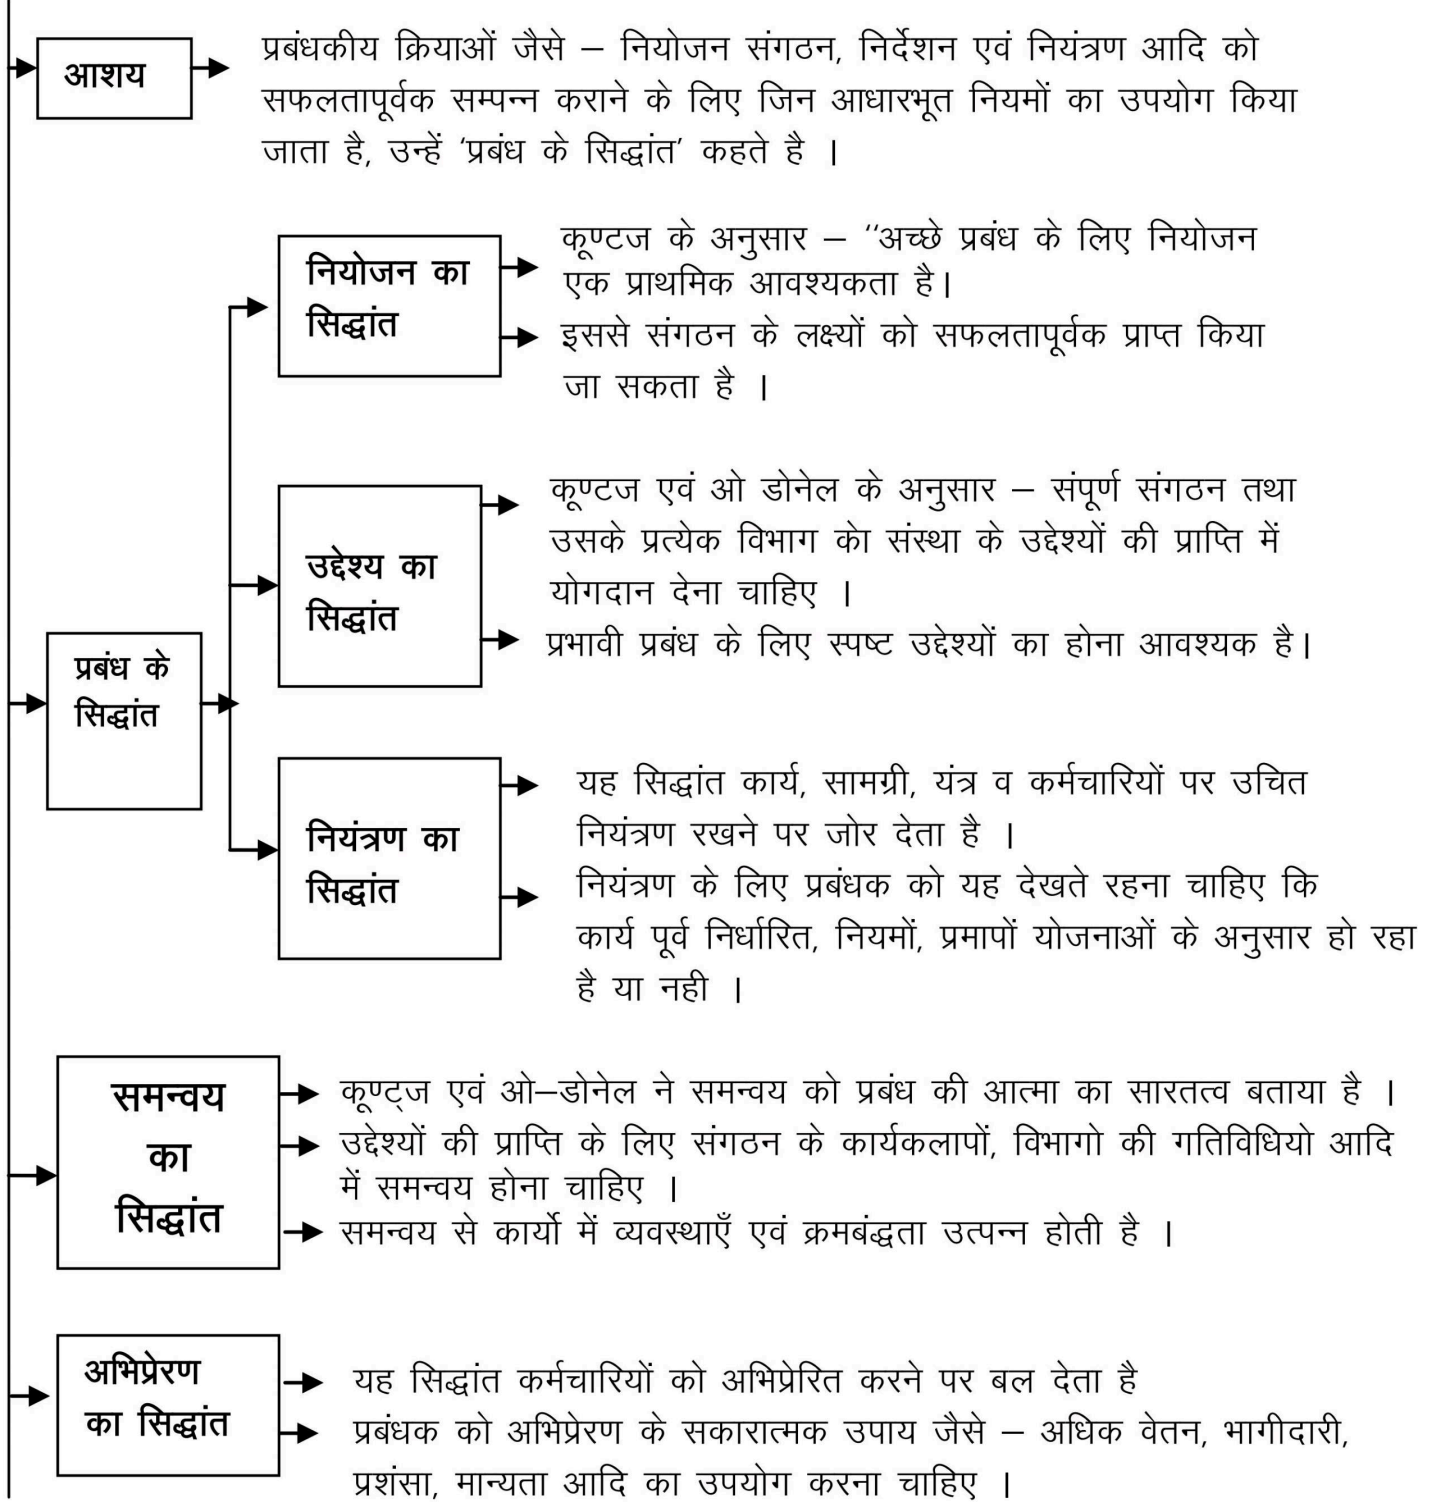 आशय
प्रबंधकीय क्रियाओं जैसे – नियोजन संगठन, निर्देशन एवं नियंत्रण आदि को
सफलतापूर्वक सम्पन्न कराने के लिए जिन आधारभूत नियमों का उपयोग किया
जाता है, उन्हें ‘प्रबंध के सिद्धांत’ कहते है ।
नियोजन का
सिद्धांत
कूण्टज के अनुसार – ‘‘अच्छे प्रबंध के लिए नियोजन
एक प्राथमिक आवश्यकता है।
इससे संगठन के लक्ष्यों को सफलतापूर्वक प्राप्त किया
जा सकता है ।
उद्देश्य का
सिद्धांत
कूण्टज एवं ओ डोनेल के अनुसार – संपूर्ण संगठन तथा
उसके प्रत्येक विभाग केा संस्था के उद्देश्यों की प्राप्ति में
योगदान देना चाहिए ।
प्रभावी प्रबंध के लिए स्पष्ट उद्देश्यों का होना आवश्यक है।
प्रबंध के
सिद्धांत
नियंत्रण का
सिद्धांत
यह सिद्धांत कार्य, सामग्री, यंत्र व कर्मचारियों पर उचित
नियंत्रण रखने पर जोर देता है ।
नियंत्रण के लिए प्रबंधक को यह देखते रहना चाहिए कि
कार्य पूर्व निर्धारित, नियमों, प्रमापों योजनाओं के अनुसार हो रहा
है या नही ।
समन्वय
का
सिद्धांत
कूण्ट्ज एवं ओ–डोनेल ने समन्वय को प्रबंध की आत्मा का सारतत्व बताया है ।
उद्देश्यों की प्राप्ति के लिए संगठन के कार्यकलापों, विभागो की गतिविधियो आदि
में समन्वय होना चाहिए ।
समन्वय से कार्यो में व्यवस्थाएँ एवं क्रमबंद्धता उत्पन्न होती है ।
अभिप्रेरण
का सिद्धांत
यह सिद्धांत कर्मचारियों को अभिप्रेरित करने पर बल देता है
प्रबंधक को अभिप्रेरण के सकारात्मक उपाय जैसे – अधिक वेतन, भागीदारी,
प्रशंसा, मान्यता आदि का उपयोग करना चाहिए ।